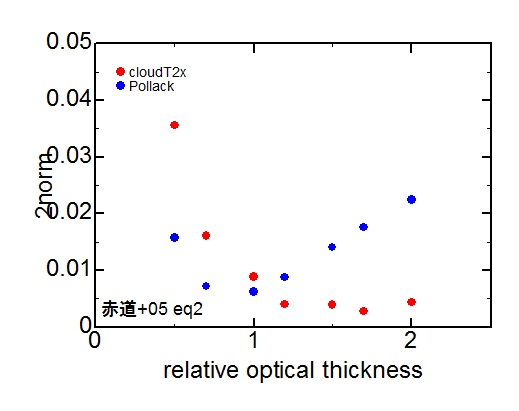 0.05
cloudT2x
Pollack
0.04
0.03
2norm
0.02
0.01
赤道+05 eq2
0
0 1 2
relative optical thickness